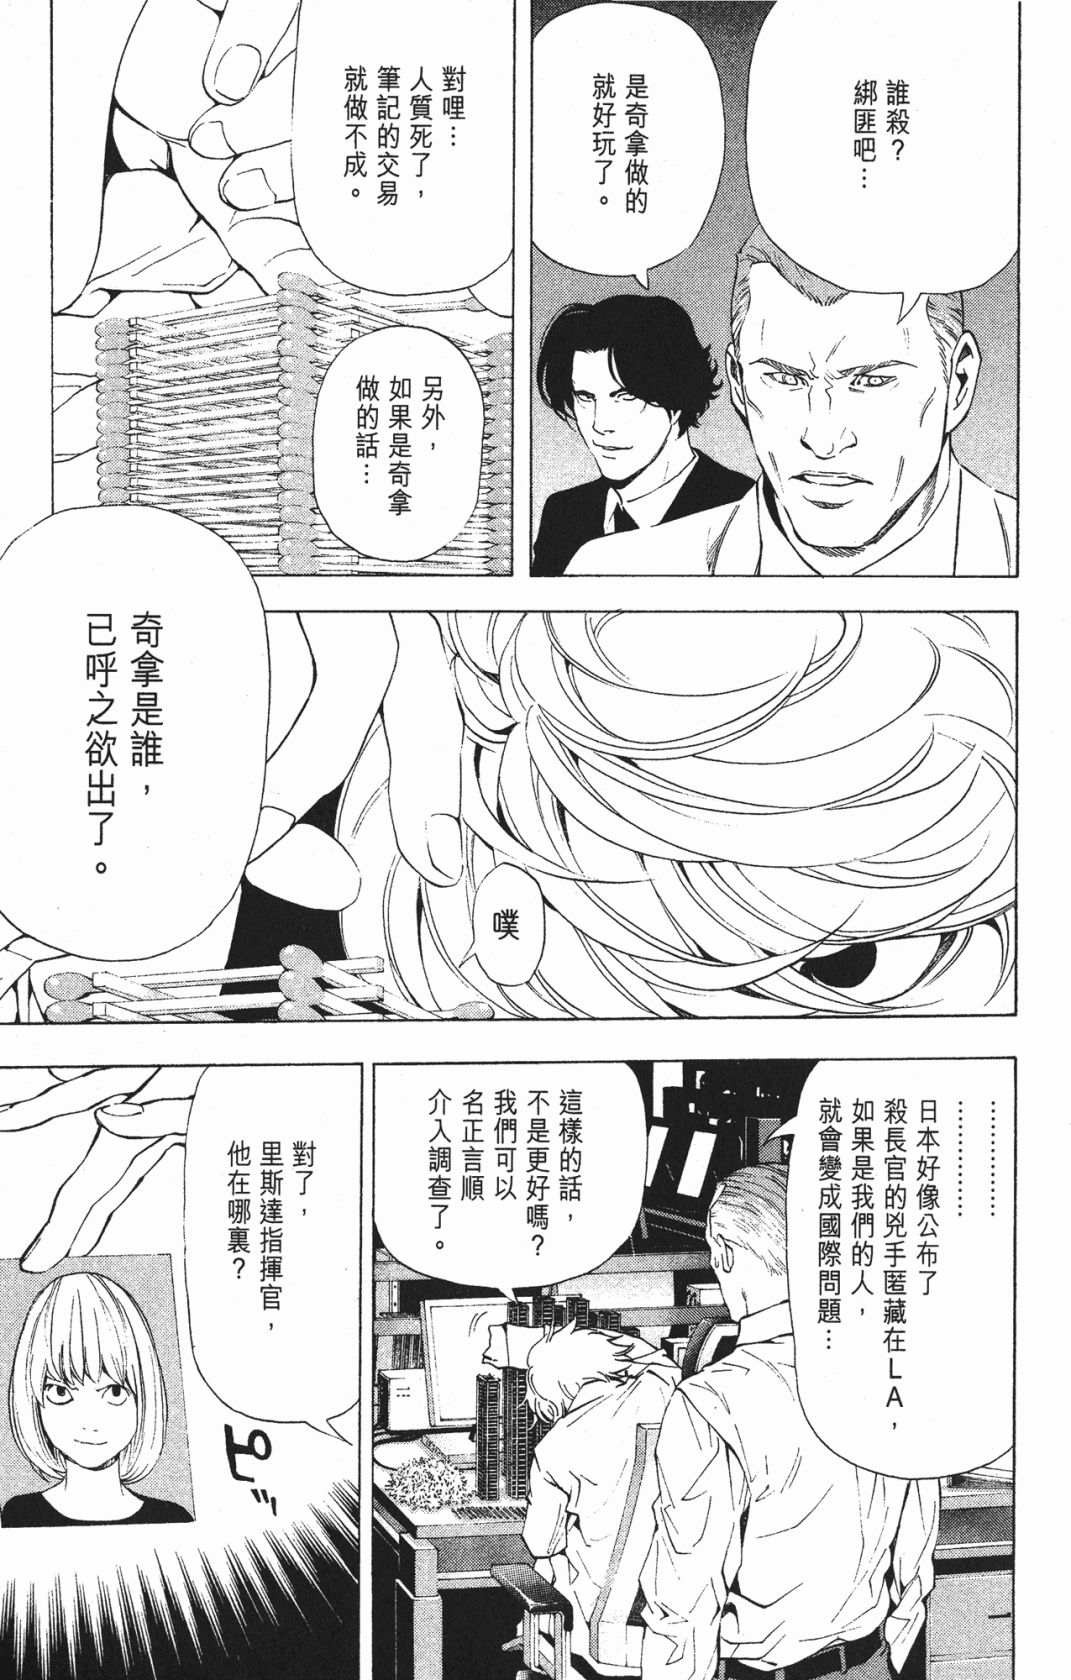 誰殺？
綁匪吧…
是奇拿做的
就好玩了。
對哩…
人質死了，
筆記的交易
就做不成。
另外，
如果是奇拿
做的話…
噗
奇拿是誰，
已呼之欲出了。
…………
…………
日本好像公布了
殺長官的兇手匿藏在LA，
如果是我們的人，
就會變成國際問題…
這樣的話，
不是更好嗎？
我們可以
名正言順
介入調查了。
對了，
里斯達指揮官，
他在哪裏？
ピッ